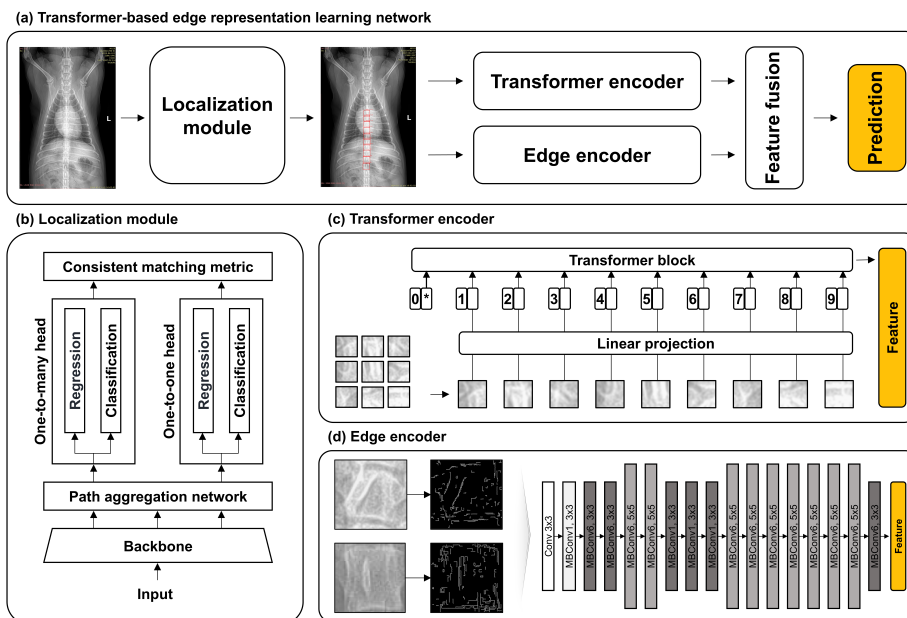 (a) Transformer-based edge representation learning network
L
Localization
module
L
Transformer encoder
Edge encoder
Feature fusion
Prediction
(b) Localization module
Consistent matching metric
One-to-many head
Regression
Classification
One-to-one head
Regression
Classification
Path aggregation network
Backbone
Input
(c) Transformer encoder
Transformer block
0 * 1 2 3 4 5 6 7 8 9
Linear projection
Feature
(d) Edge encoder
Conv 3x3
MBConv1, 3x3
MBConv6, 3x3
MBConv6, 3x3
MBConv6, 5x5
MBConv6, 5x5
MBConv1, 3x3
MBConv1, 3x3
MBConv1, 3x3
MBConv6, 5x5
MBConv6, 5x5
MBConv6, 5x5
MBConv6, 5x5
MBConv6, 5x5
MBConv6, 5x5
MBConv6, 5x5
MBConv6, 3x3
Feature